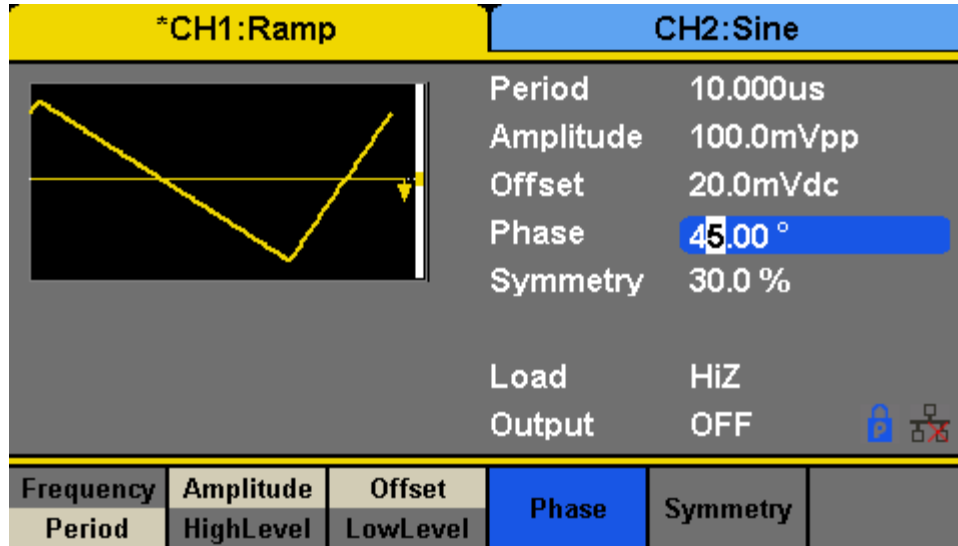 *CH1:Ramp
CH2:Sine
Period 10.000us
Amplitude 100.0mVpp
Offset 20.0mVdc
Phase 45.00 °
Symmetry 30.0 %
Load HiZ
Output OFF
P
Frequency Amplitude Offset Phase Symmetry
Period HighLevel LowLevel